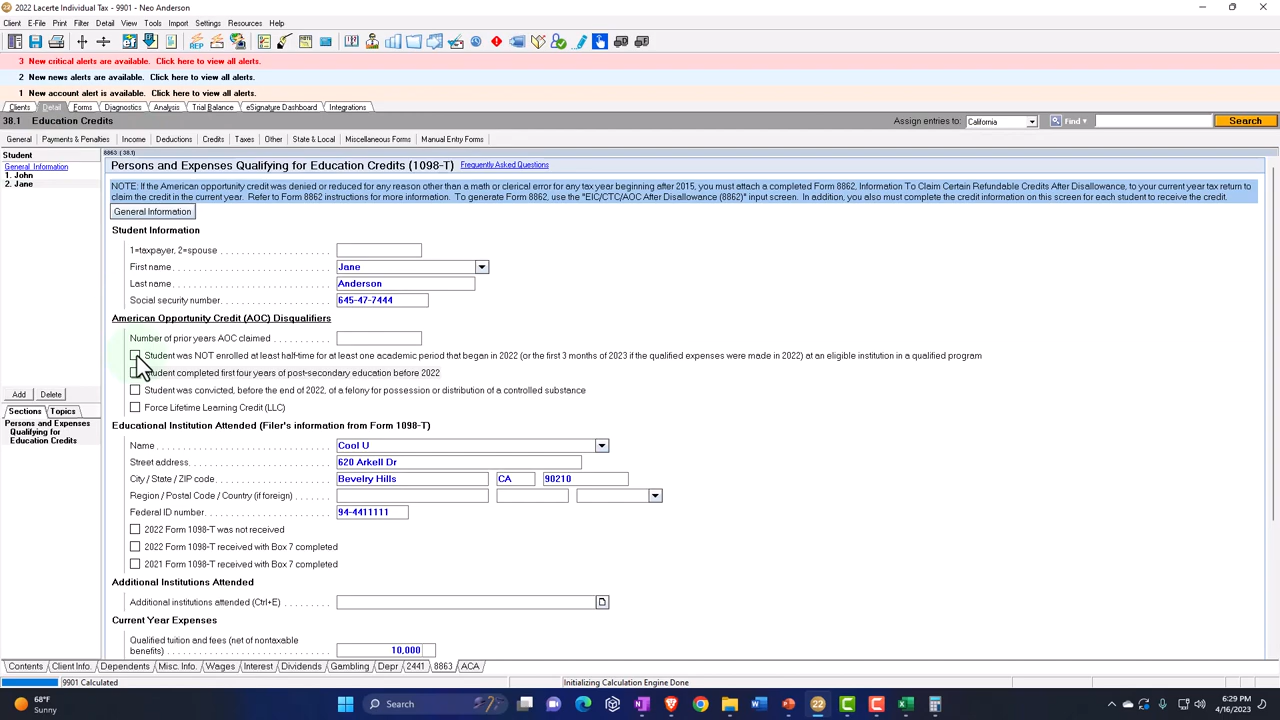 2022 Lacerte Individual Tax - 9901 - Neo Anderson
Client E-File Print Filter Detail View Tools Import Settings Resources Help
3 New critical alerts are available. Click here to view all alerts.
2 New news alerts are available. Click here to view all alerts.
1 New account alert is available. Click here to view all alerts.
Clients Detail Forms Diagnostics Analysis Trial Balance eSignature Dashboard Integrations
38.1 Education Credits Assign entries to: California Find Search
General Payments & Penalties Income Deductions Credits Taxes Other State & Local Miscellaneous Forms Manual Entry Forms
Student
General Information
1. John
2. Jane
Add Delete
Sections Topics
Persons and Expenses
Qualifying for
Education Credits
8863 (38.1)
Persons and Expenses Qualifying for Education Credits (1098-T) Frequently Asked Questions
NOTE: If the American opportunity credit was denied or reduced for any reason other than a math or clerical error for any tax year beginning after 2015, you must attach a completed Form 8862, Information To Claim Certain Refundable Credits After Disallowance, to your current year tax return to
claim the credit in the current year. Refer to Form 8862 instructions for more information. To generate Form 8862, use the "EIC/CTC/AOC After Disallowance (8862)" input screen. In addition, you also must complete the credit information on this screen for each student to receive the credit.
General Information
Student Information
1=taxpayer, 2=spouse
First name Jane
Last name Anderson
Social security number 645-47-7444
American Opportunity Credit (AOC) Disqualifiers
Number of prior years AOC claimed
Student was NOT enrolled at least half-time for at least one academic period that began in 2022 (or the first 3 months of 2023 if the qualified expenses were made in 2022) at an eligible institution in a qualified program
Student completed first four years of post-secondary education before 2022
Student was convicted, before the end of 2022, of a felony for possession or distribution of a controlled substance
Force Lifetime Learning Credit (LLC)
Educational Institution Attended (Filer's information from Form 1098-T)
Name Cool U
Street address 620 Arkell Dr
City / State / ZIP code Bevelry Hills CA 90210
Region / Postal Code / Country (if foreign)
Federal ID number 94-4411111
2022 Form 1098-T was not received
2022 Form 1098-T received with Box 7 completed
2021 Form 1098-T received with Box 7 completed
Additional Institutions Attended
Additional institutions attended (Ctrl+E)
Current Year Expenses
Qualified tuition and fees (net of nontaxable
benefits) 10,000
Contents Client Info. Dependents Misc. Info. Wages Interest Dividends Gambling Depr 2441 8863 ACA
9901 Calculated Initializing Calculation Engine Done
68°F
Sunny
Search
6:29 PM
4/16/2023